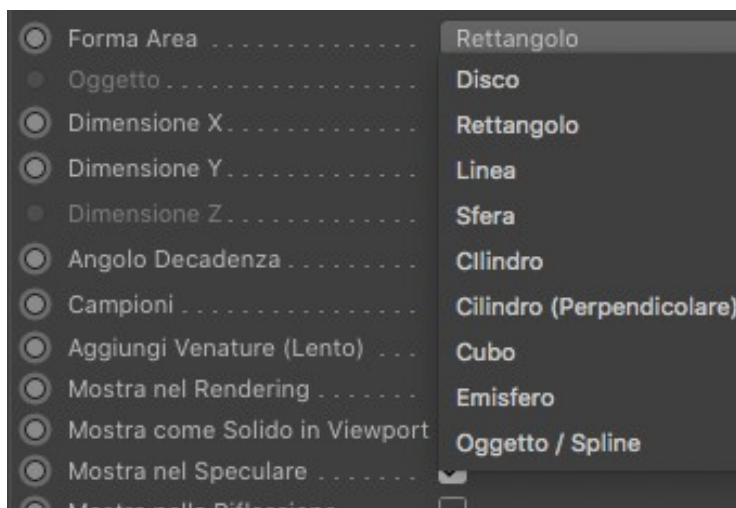 Forma Area . . . . . . . . . . . . . . . Rettangolo
Oggetto . . . . . . . . . . . . . . . . . . Disco
Dimensione X . . . . . . . . . . . . . Rettangolo
Dimensione Y . . . . . . . . . . . . . Linea
Dimensione Z . . . . . . . . . . . . . Sfera
Angolo Decadenza . . . . . . . . . CIlindro
Campioni . . . . . . . . . . . . . . . . . Cilindro (Perpendicolare)
Aggiungi Venature (Lento) . . . Cubo
Mostra nel Rendering . . . . . . . Emisfero
Mostra come Solido in Viewport Oggetto / Spline
Mostra nel Speculare . . . . . . .